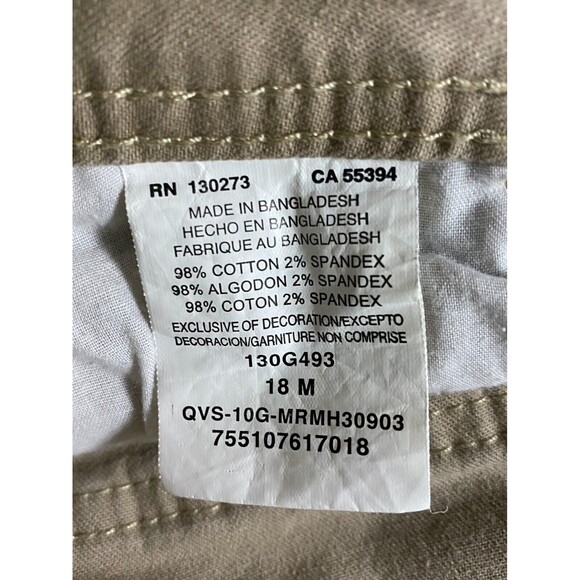 RN 130273 CA 55394
MADE IN BANGLADESH
HECHO EN BANGLADESH
FABRIQUE AU BANGLADESH
98% COTTON 2% SPANDEX
98% ALGODON 2% SPANDEX
98% COTON 2% SPANDEX
EXCLUSIVE OF DECORATION/EXCEPTO
DECORACION/GARNITURE NON COMPRISE
130G493
18 M
QVS-10G-MRMH30903
755107617018